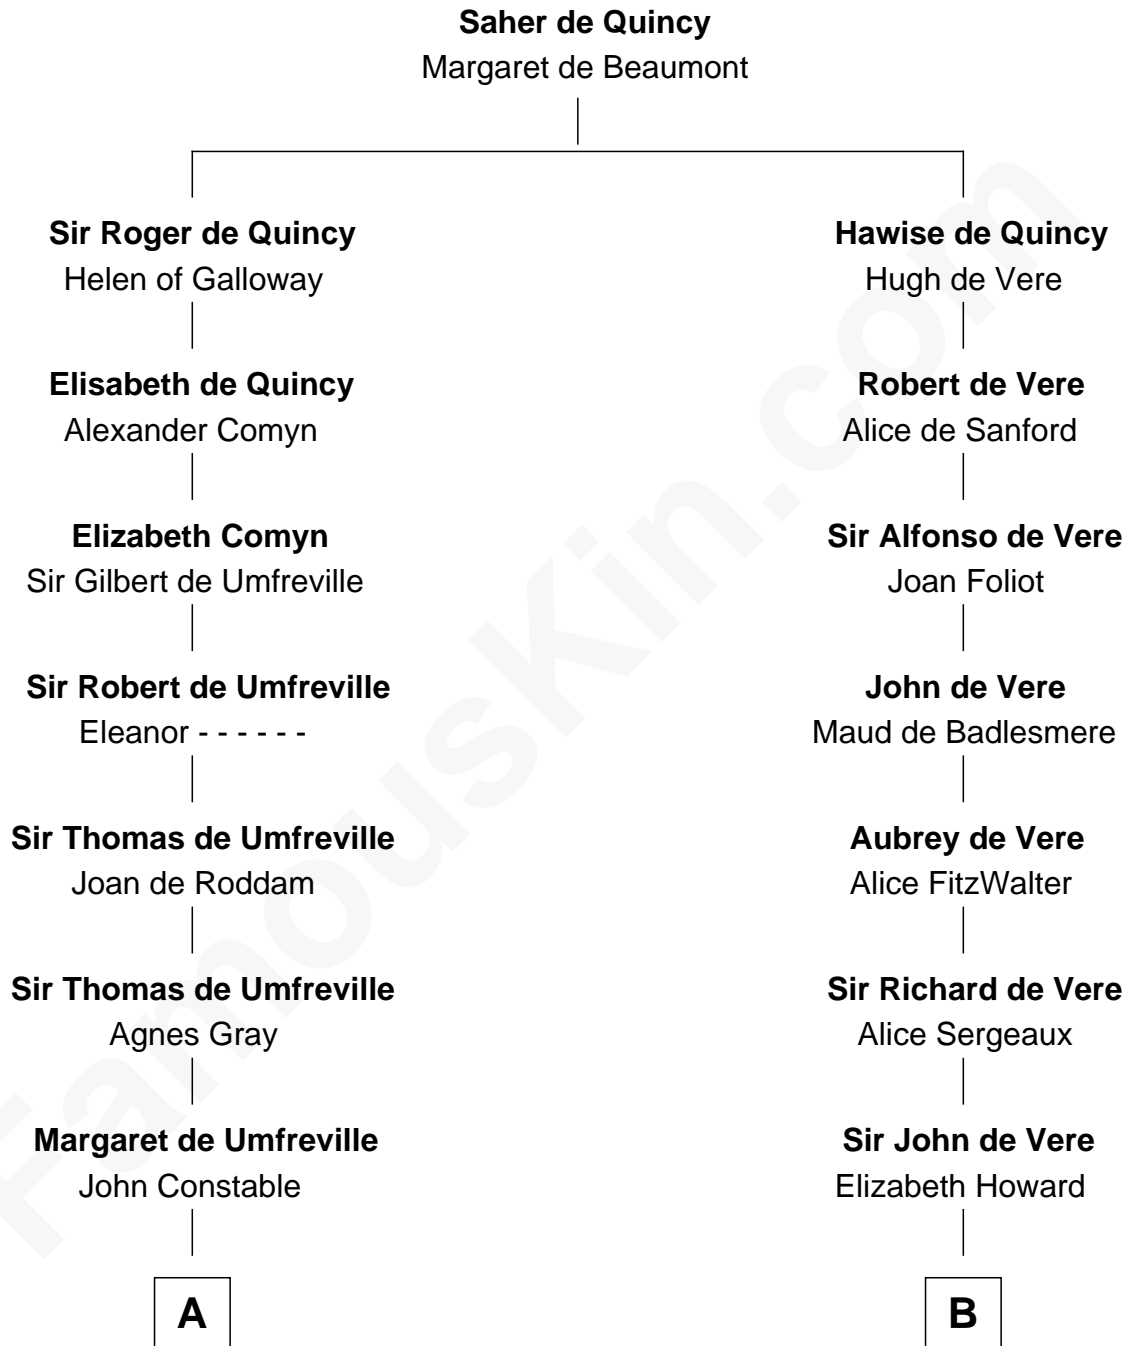 Saher de Quincy
Margaret de Beaumont
Sir Roger de Quincy
Helen of Galloway
Hawise de Quincy
Hugh de Vere
Elisabeth de Quincy
Alexander Comyn
Robert de Vere
Alice de Sanford
Elizabeth Comyn
Sir Gilbert de Umfreville
Sir Alfonso de Vere
Joan Foliot
Sir Robert de Umfreville
Eleanor - - - - - -
John de Vere
Maud de Badlesmere
Sir Thomas de Umfreville
Joan de Roddam
Aubrey de Vere
Alice FitzWalter
Sir Thomas de Umfreville
Agnes Gray
Sir Richard de Vere
Alice Sergeaux
Margaret de Umfreville
John Constable
Sir John de Vere
Elizabeth Howard
A
B
FamousKin.com